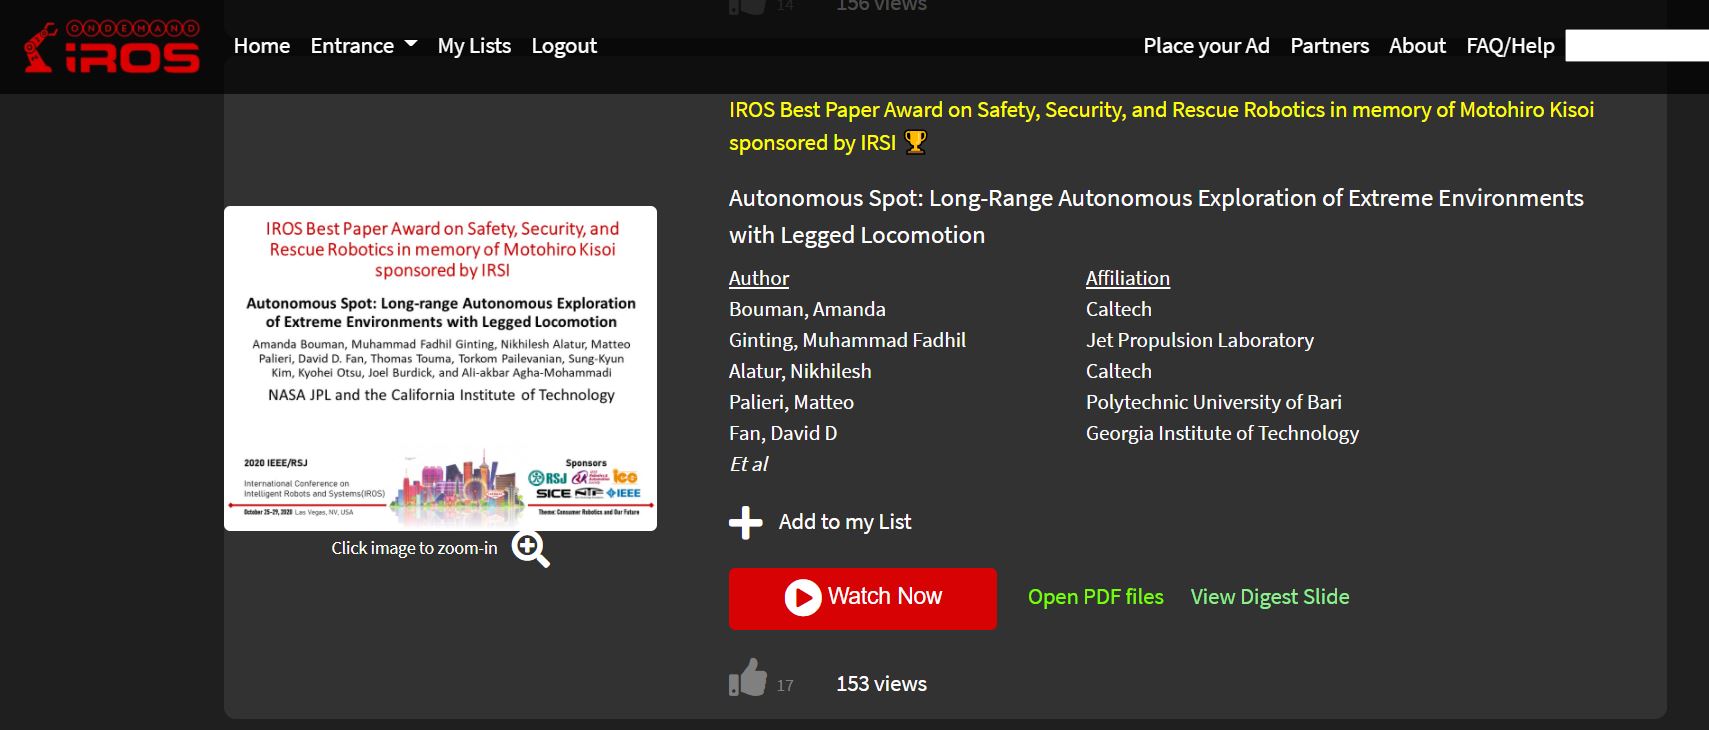 14 156 views
ONDEMAND
IROS
Home Entrance My Lists Logout Place your Ad Partners About FAQ/Help
IROS Best Paper Award on Safety, Security, and Rescue Robotics in memory of Motohiro Kisoi
sponsored by IRSI
Autonomous Spot: Long-Range Autonomous Exploration of Extreme Environments
with Legged Locomotion
Author Affiliation
Bouman, Amanda Caltech
Ginting, Muhammad Fadhil Jet Propulsion Laboratory
Alatur, Nikhilesh Caltech
Palieri, Matteo Polytechnic University of Bari
Fan, David D Georgia Institute of Technology
Et al
Add to my List
Watch Now Open PDF files View Digest Slide
17 153 views
IROS Best Paper Award on Safety, Security, and
Rescue Robotics in memory of Motohiro Kisoi
sponsored by IRSI
Autonomous Spot: Long-range Autonomous Exploration
of Extreme Environments with Legged Locomotion
Amanda Bouman, Muhammad Fadhil Ginting, Nikhilesh Alatur, Matteo
Palieri, David D. Fan, Thomas Touma, Torkom Pailevanian, Sung-Kyun
Kim, Kyohei Otsu, Joel Burdick, and Ali-akbar Agha-Mohammadi
NASA JPL and the California Institute of Technology
2020 IEEE/RSJ
International Conference on
Intelligent Robots and Systems(IROS)
October 25-29, 2020 Las Vegas, NV, USA
Sponsors
RSJ
SICE NTF IEEE
Theme: Consumer Robotics and Our Future
Click image to zoom-in